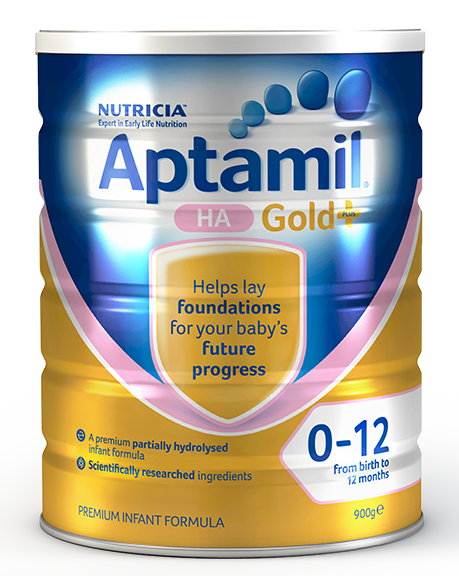 NUTRICIA™
Expert in Early Life Nutrition
Aptamil®
HA Gold+
PLUS
Helps lay
foundations
for your baby's
future
progress
A premium partially hydrolysed
infant formula
Scientifically researched ingredients
0-12
from birth to
12 months
PREMIUM INFANT FORMULA
900g℮